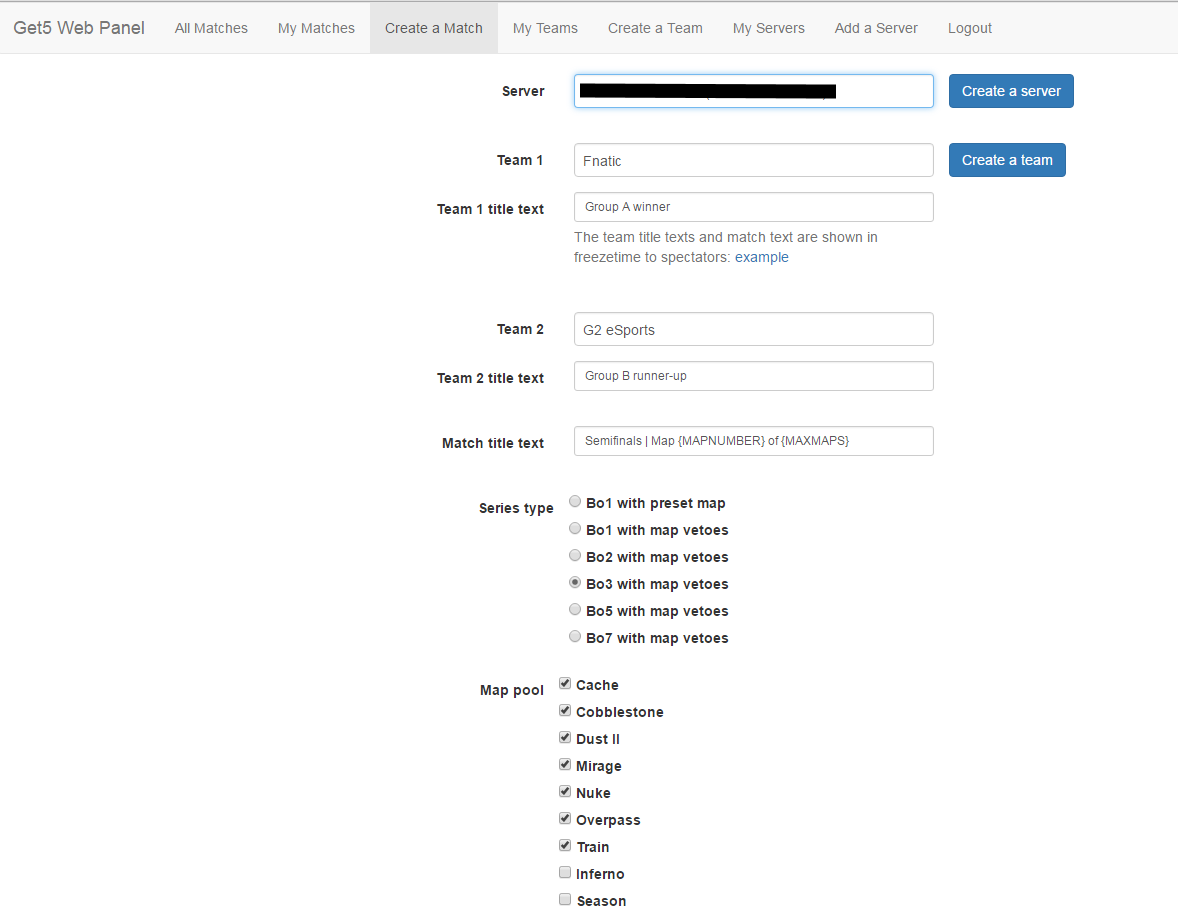 Get5 Web Panel All Matches My Matches Create a Match My Teams Create a Team My Servers Add a Server Logout
Server Create a server
Team 1 Fnatic Create a team
Team 1 title text Group A winner
The team title texts and match text are shown in
freezetime to spectators: example
Team 2 G2 eSports
Team 2 title text Group B runner-up
Match title text Semifinals | Map {MAPNUMBER} of {MAXMAPS}
Series type Bo1 with preset map
Bo1 with map vetoes
Bo2 with map vetoes
Bo3 with map vetoes
Bo5 with map vetoes
Bo7 with map vetoes
Map pool Cache
Cobblestone
Dust II
Mirage
Nuke
Overpass
Train
Inferno
Season